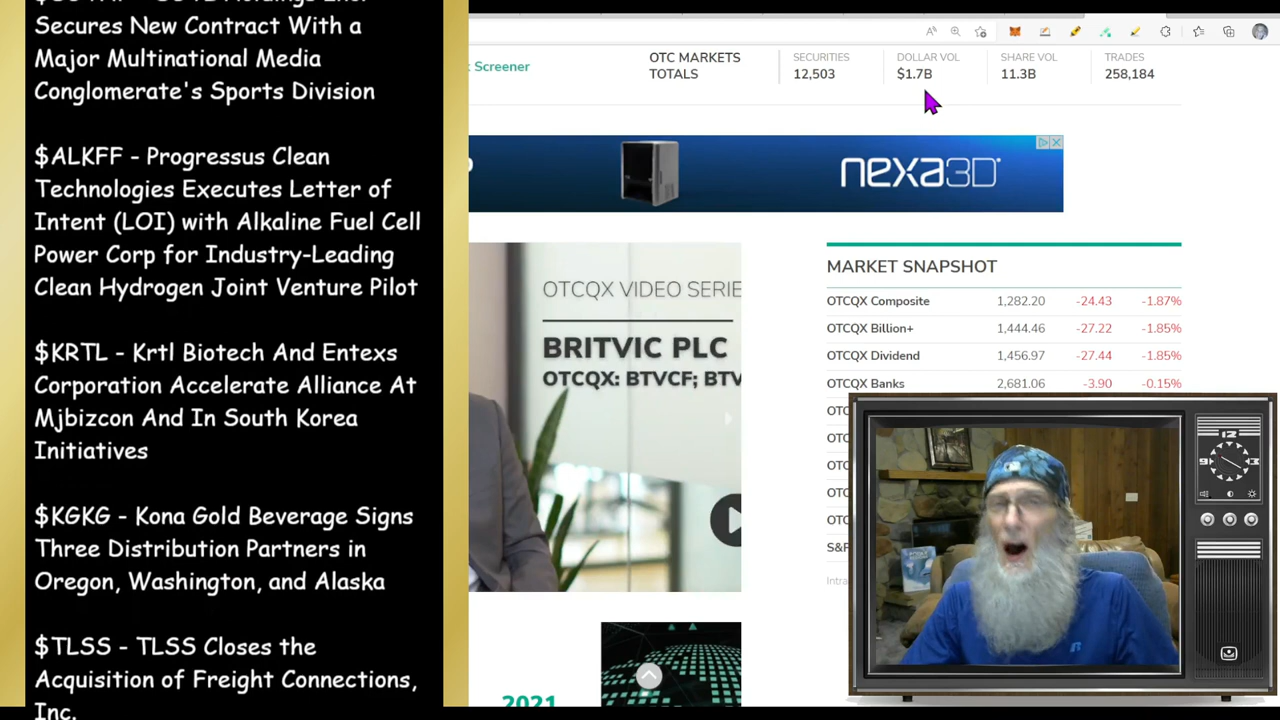 Secures New Contract With a
Major Multinational Media
Conglomerate's Sports Division
$ALKFF - Progressus Clean
Technologies Executes Letter of
Intent (LOI) with Alkaline Fuel Cell
Power Corp for Industry-Leading
Clean Hydrogen Joint Venture Pilot
$KRTL - Krtl Biotech And Entexs
Corporation Accelerate Alliance At
Mjbizcon And In South Korea
Initiatives
$KGKG - Kona Gold Beverage Signs
Three Distribution Partners in
Oregon, Washington, and Alaska
$TLSS - TLSS Closes the
Acquisition of Freight Connections,
Inc.
Screener
OTC MARKETS
TOTALS
SECURITIES
12,503
DOLLAR VOL
$1.7B
SHARE VOL
11.3B
TRADES
258,184
nexa3D
OTCQX VIDEO SERIE
BRITVIC PLC
OTCQX: BTVCF; BTV
2021
MARKET SNAPSHOT
OTCQX Composite 1,282.20 -24.43 -1.87%
OTCQX Billion+ 1,444.46 -27.22 -1.85%
OTCQX Dividend 1,456.97 -27.44 -1.85%
OTCQX Banks 2,681.06 -3.90 -0.15%
S&P
Intra
12
9
3